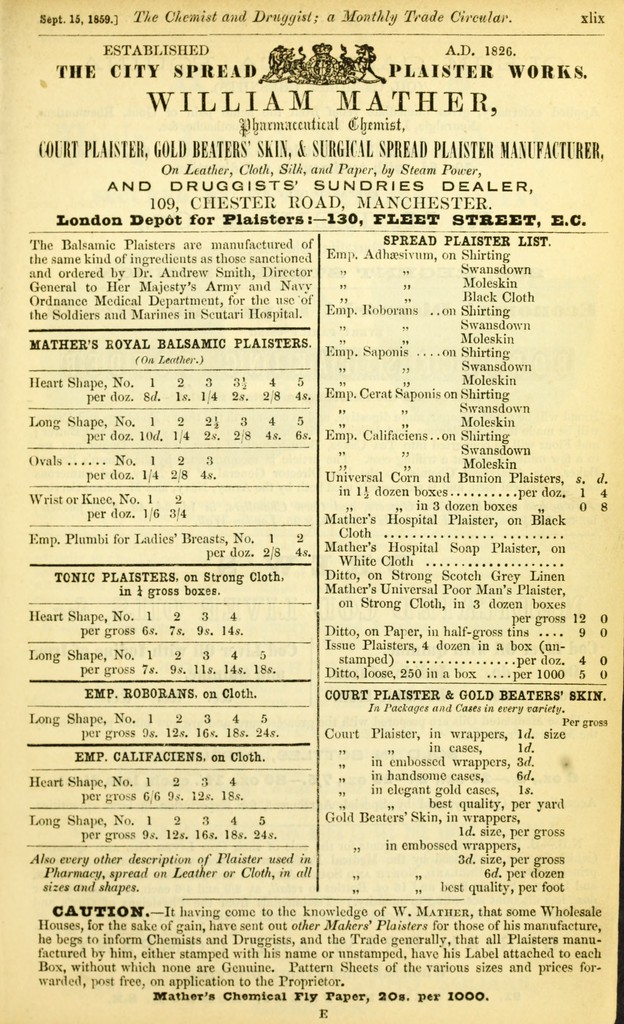 Sept. 15, 1859.] The Chemist and Druggist; a Monthly Trade Circular. xlix
ESTABLISHED A.D. 1826.
THE CITY SPREAD PLAISTER WORKS.
WILLIAM MATHER,
Pharmaceutical Chemist,
COURT PLAISTER, GOLD BEATERS' SKIN, & SURGICAL SPREAD PLAISTER MANUFACTURER,
On Leather, Cloth, Silk, and Paper, by Steam Power,
AND DRUGGISTS' SUNDRIES DEALER,
109, CHESTER ROAD, MANCHESTER.
London Depôt for Plaisters:—130, FLEET STREET, E.C.
The Balsamic Plaisters are manufactured of
the same kind of ingredients as those sanctioned
and ordered by Dr. Andrew Smith, Director
General to Her Majesty's Army and Navy
Ordnance Medical Department, for the use of
the Soldiers and Marines in Scutari Hospital.
MATHER'S ROYAL BALSAMIC PLAISTERS.
(On Leather.)
Heart Shape, No. 1 2 3 3½ 4 5
per doz. 8d. 1s. 1/4 2s. 2/8 4s.
Long Shape, No. 1 2 2½ 3 4 5
per doz. 10d. 1/4 2s. 2/8 4s. 6s.
Ovals ...... No. 1 2 3
per doz. 1/4 2/8 4s.
Wrist or Knee, No. 1 2
per doz. 1/6 3/4
Emp. Plumbi for Ladies' Breasts, No. 1 2
per doz. 2/8 4s.
TONIC PLAISTERS, on Strong Cloth,
in ¼ gross boxes.
Heart Shape, No. 1 2 3 4
per gross 6s. 7s. 9s. 14s.
Long Shape, No. 1 2 3 4 5
per gross 7s. 9s. 11s. 14s. 18s.
EMP. ROBORANS, on Cloth.
Long Shape, No. 1 2 3 4 5
per gross 9s. 12s. 16s. 18s. 24s.
EMP. CALIFACIENS, on Cloth.
Heart Shape, No. 1 2 3 4
per gross 6/6 9s. 12s. 18s.
Long Shape, No. 1 2 3 4 5
per gross 9s. 12s. 16s. 18s. 24s.
Also every other description of Plaister used in
Pharmacy, spread on Leather or Cloth, in all
sizes and shapes.
SPREAD PLAISTER LIST.
Emp. Adhæsivum, on Shirting
„ „ Swansdown
„ „ Moleskin
„ „ Black Cloth
Emp. Roborans .. on Shirting
„ „ Swansdown
„ „ Moleskin
Emp. Saponis .... on Shirting
„ „ Swansdown
„ „ Moleskin
Emp. Cerat Saponis on Shirting
„ „ Swansdown
„ „ Moleskin
Emp. Califaciens .. on Shirting
„ „ Swansdown
„ „ Moleskin
Universal Corn and Bunion Plaisters, s. d.
in 1½ dozen boxes..........per doz. 1 4
„ „ in 3 dozen boxes „ 0 8
Mather's Hospital Plaister, on Black
Cloth ......................
Mather's Hospital Soap Plaister, on
White Cloth ..................
Ditto, on Strong Scotch Grey Linen
Mather's Universal Poor Man's Plaister,
on Strong Cloth, in 3 dozen boxes
per gross 12 0
Ditto, on Paper, in half-gross tins .... 9 0
Issue Plaisters, 4 dozen in a box (un-
stamped) ................per doz. 4 0
Ditto, loose, 250 in a box ....per 1000 5 0
COURT PLAISTER & GOLD BEATERS' SKIN.
In Packages and Cases in every variety.
Per gross
Court Plaister, in wrappers, 1d. size
„ „ in cases, 1d.
„ in embossed wrappers, 3d.
„ in handsome cases, 6d.
„ in elegant gold cases, 1s.
„ „ best quality, per yard
Gold Beaters' Skin, in wrappers,
1d. size, per gross
„ in embossed wrappers,
3d. size, per gross
„ „ 6d. per dozen
„ „ best quality, per foot
CAUTION.—It having come to the knowledge of W. MATHER, that some Wholesale
Houses, for the sake of gain, have sent out other Makers' Plaisters for those of his manufacture,
he begs to inform Chemists and Druggists, and the Trade generally, that all Plaisters manu-
factured by him, either stamped with his name or unstamped, have his Label attached to each
Box, without which none are Genuine. Pattern Sheets of the various sizes and prices for-
warded, post free, on application to the Proprietor.
Mather's Chemical Fly Paper, 20s. per 1000.
E